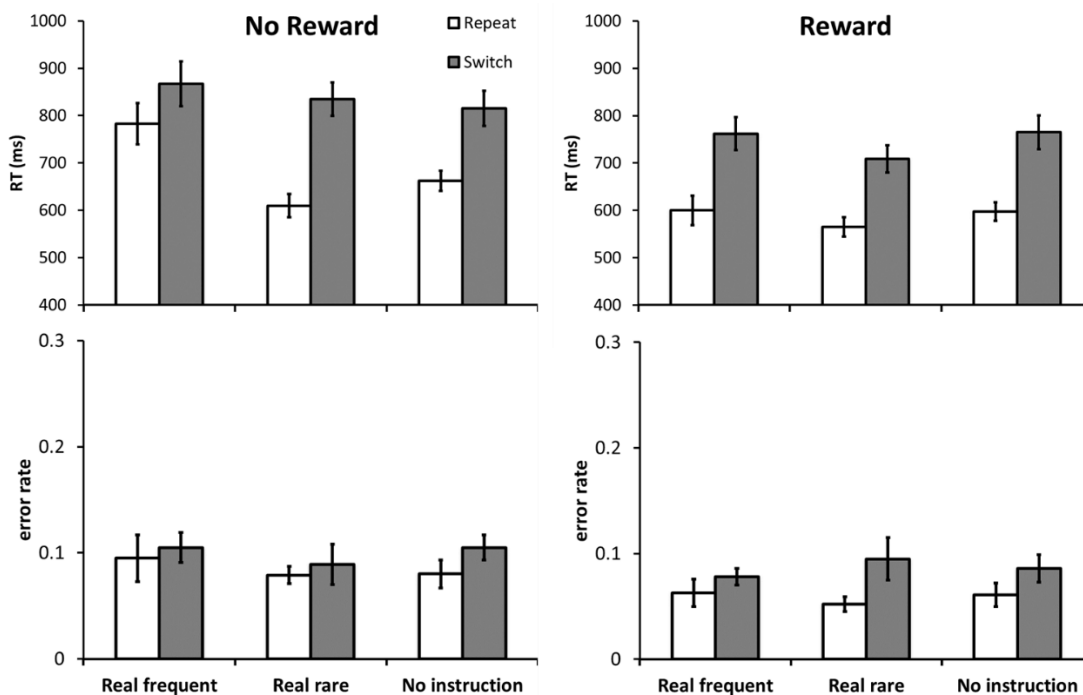 No Reward
Repeat
Switch
1000
900
800
700
600
500
400
RT (ms)
Reward
1000
900
800
700
600
500
400
RT (ms)
0.3
0.2
0.1
0
error rate
Real frequent Real rare No instruction
0.3
0.2
0.1
0
error rate
Real frequent Real rare No instruction